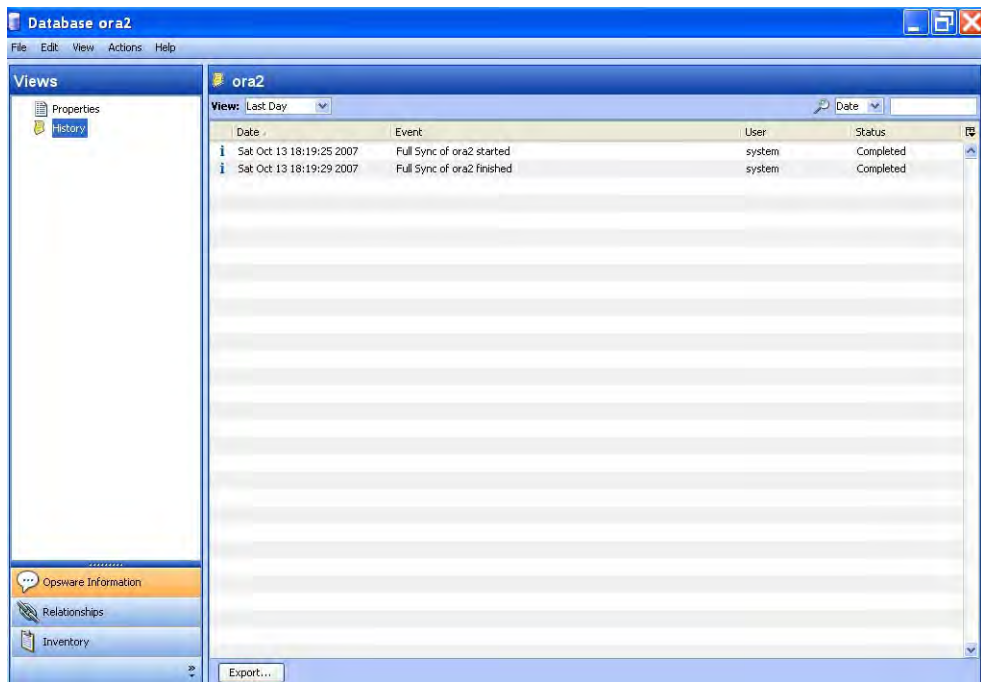 Database ora2
File Edit View Actions Help
Views
Properties
History
ora2
View: Last Day
Date
Date Event User Status
i Sat Oct 13 18:19:25 2007 Full Sync of ora2 started system Completed
i Sat Oct 13 18:19:29 2007 Full Sync of ora2 finished system Completed
Opsware Information
Relationships
Inventory
Export...